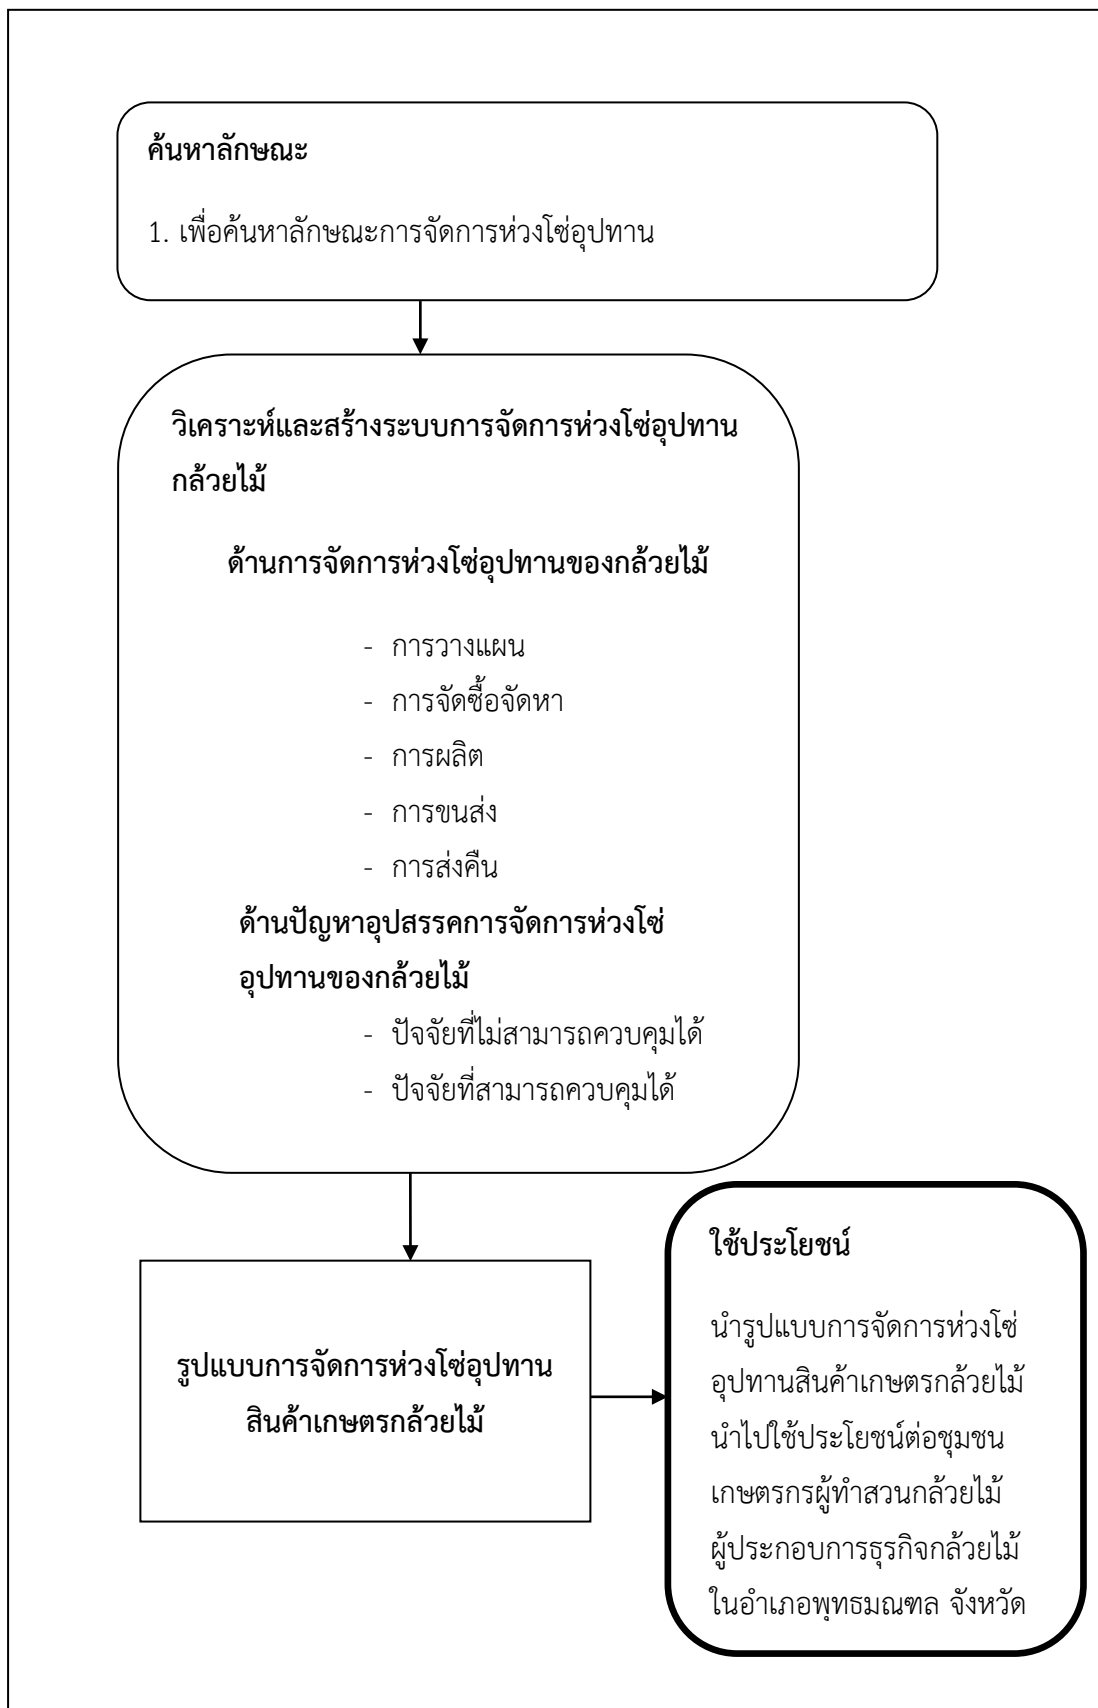 ค้นหาลักษณะ
1. เพื่อค้นหาลักษณะการจัดการห่วงโซ่อุปทาน
วิเคราะห์และสร้างระบบการจัดการห่วงโซ่อุปทาน
กล้วยไม้
ด้านการจัดการห่วงโซ่อุปทานของกล้วยไม้
- การวางแผน
- การจัดซื้อจัดหา
- การผลิต
- การขนส่ง
- การส่งคืน
ด้านปัญหาอุปสรรคการจัดการห่วงโซ่
อุปทานของกล้วยไม้
- ปัจจัยที่ไม่สามารถควบคุมได้
- ปัจจัยที่สามารถควบคุมได้
รูปแบบการจัดการห่วงโซ่อุปทาน
สินค้าเกษตรกล้วยไม้
ใช้ประโยชน์
นำรูปแบบการจัดการห่วงโซ่
อุปทานสินค้าเกษตรกล้วยไม้
นำไปใช้ประโยชน์ต่อชุมชน
เกษตรกรผู้ทำสวนกล้วยไม้
ผู้ประกอบการธุรกิจกล้วยไม้
ในอำเภอพุทธมณฑล จังหวัด